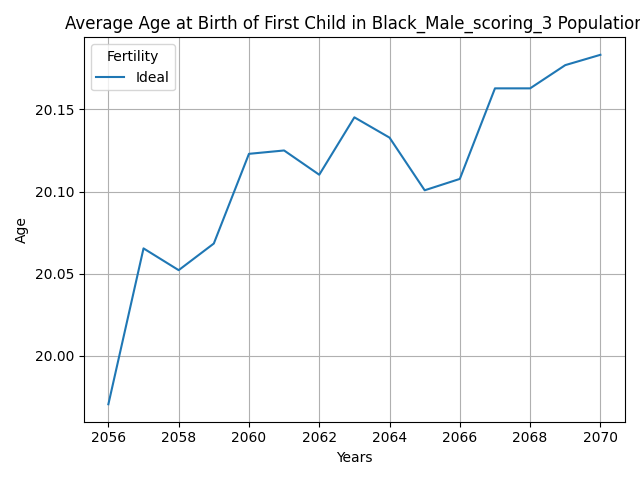 Average Age at Birth of First Child in Black_Male_scoring_3 Population
Fertility
Ideal
20.15
20.10
20.05
20.00
Age
2056 2058 2060 2062 2064 2066 2068 2070
Years